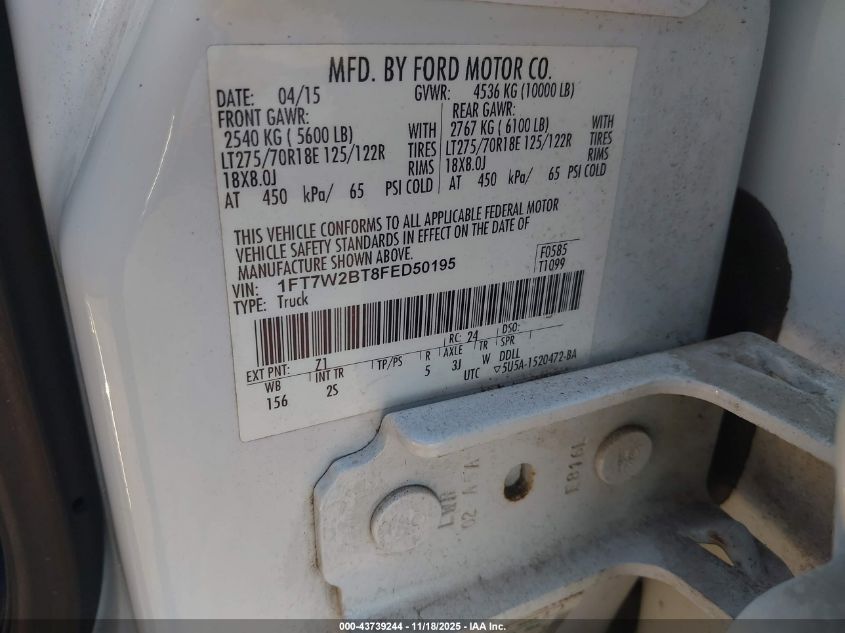 MFD. BY FORD MOTOR CO.
DATE: 04/15 GVWR: 4536 KG (10000 LB)
FRONT GAWR: REAR GAWR:
2540 KG ( 5600 LB) WITH 2767 KG ( 6100 LB) WITH
LT275/70R18E 125/122R TIRES LT275/70R18E 125/122R TIRES
18X8.0J RIMS 18X8.0J RIMS
AT 450 kPa/ 65 PSI COLD AT 450 kPa/ 65 PSI COLD
THIS VEHICLE CONFORMS TO ALL APPLICABLE FEDERAL MOTOR
VEHICLE SAFETY STANDARDS IN EFFECT ON THE DATE OF
MANUFACTURE SHOWN ABOVE.
F0585
VIN: 1FT7W2BT8FED50195
T1099
TYPE: Truck
EXT PNT: Z1 RC: 24 DSO:
WB INT TR TP/PS R AXLE TR SPR
156 2S 5 3J W DDLL
UTC ▽5U5A-1520472-BA
LWR
02 A
000-43739244 - 11/18/2025 - IAA Inc.